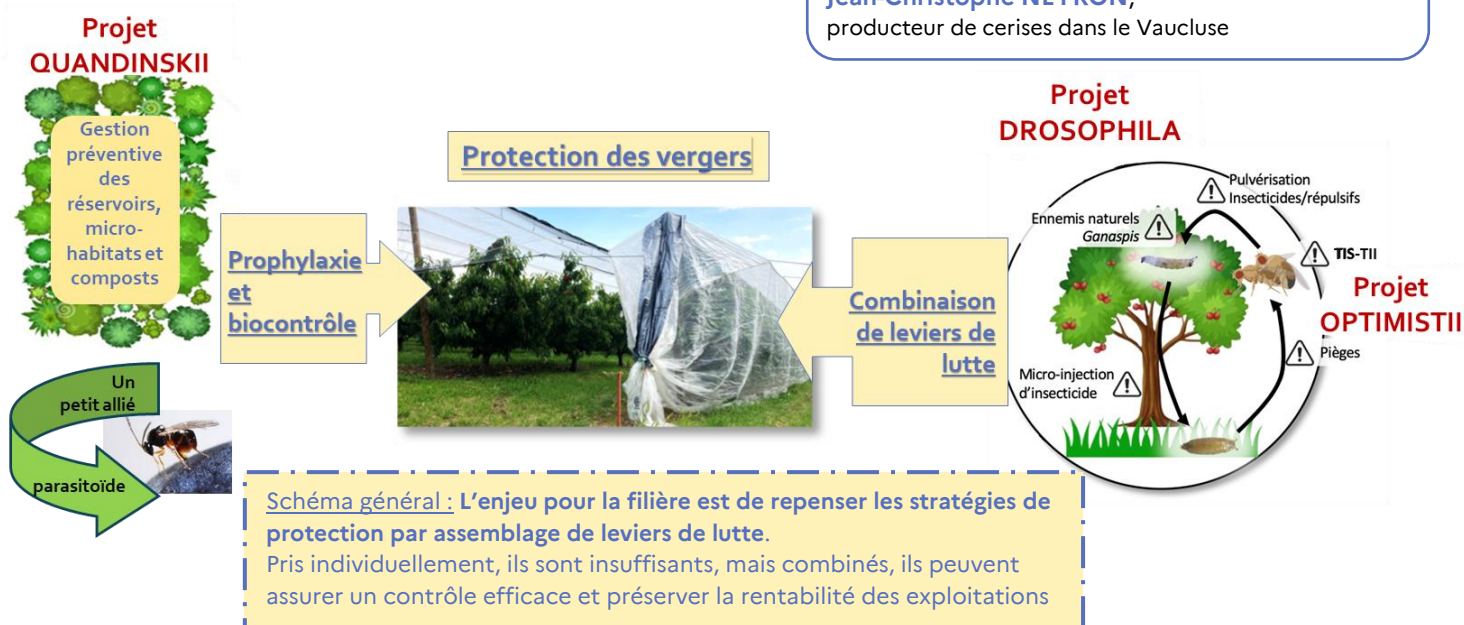 Jean-Christophe NEYRON,
producteur de cerises dans le Vaucluse
Projet
QUANDINSKII
Gestion
préventive
des
réservoirs,
micro-
habitats et
composts
Prophylaxie
et
biocontrôle
Un
petit allié
parasitoïde
Protection des vergers
Combinaison
de leviers de
lutte
Projet
DROSOPHILA
Pulvérisation
Insecticides/répulsifs
Ennemis naturels
Ganaspis
TIS-TII
Projet
OPTIMISTII
Pièges
Micro-injection
d'insecticide
Schéma général : L'enjeu pour la filière est de repenser les stratégies de
protection par assemblage de leviers de lutte.
Pris individuellement, ils sont insuffisants, mais combinés, ils peuvent
assurer un contrôle efficace et préserver la rentabilité des exploitations